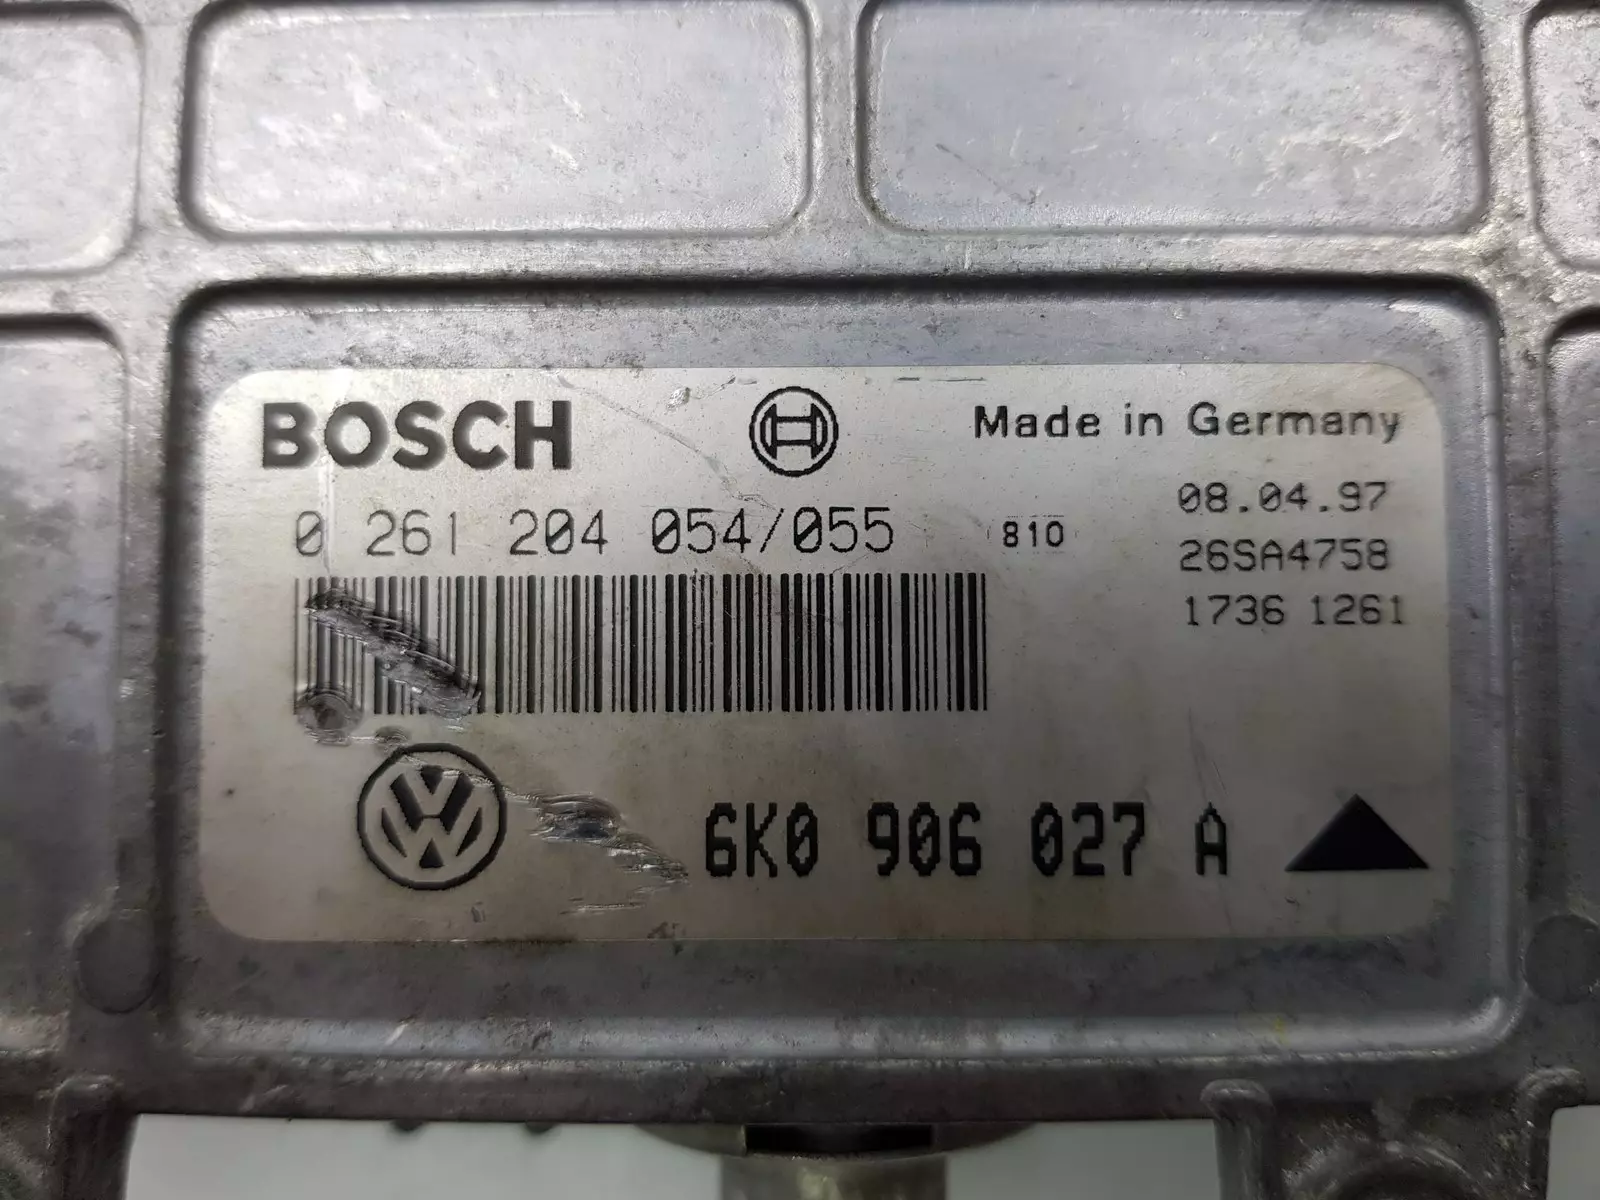 BOSCH
Made in Germany
0 261 204 054/055
810
08.04.97
26SA4758
1736 1261
6K0 906 027 A